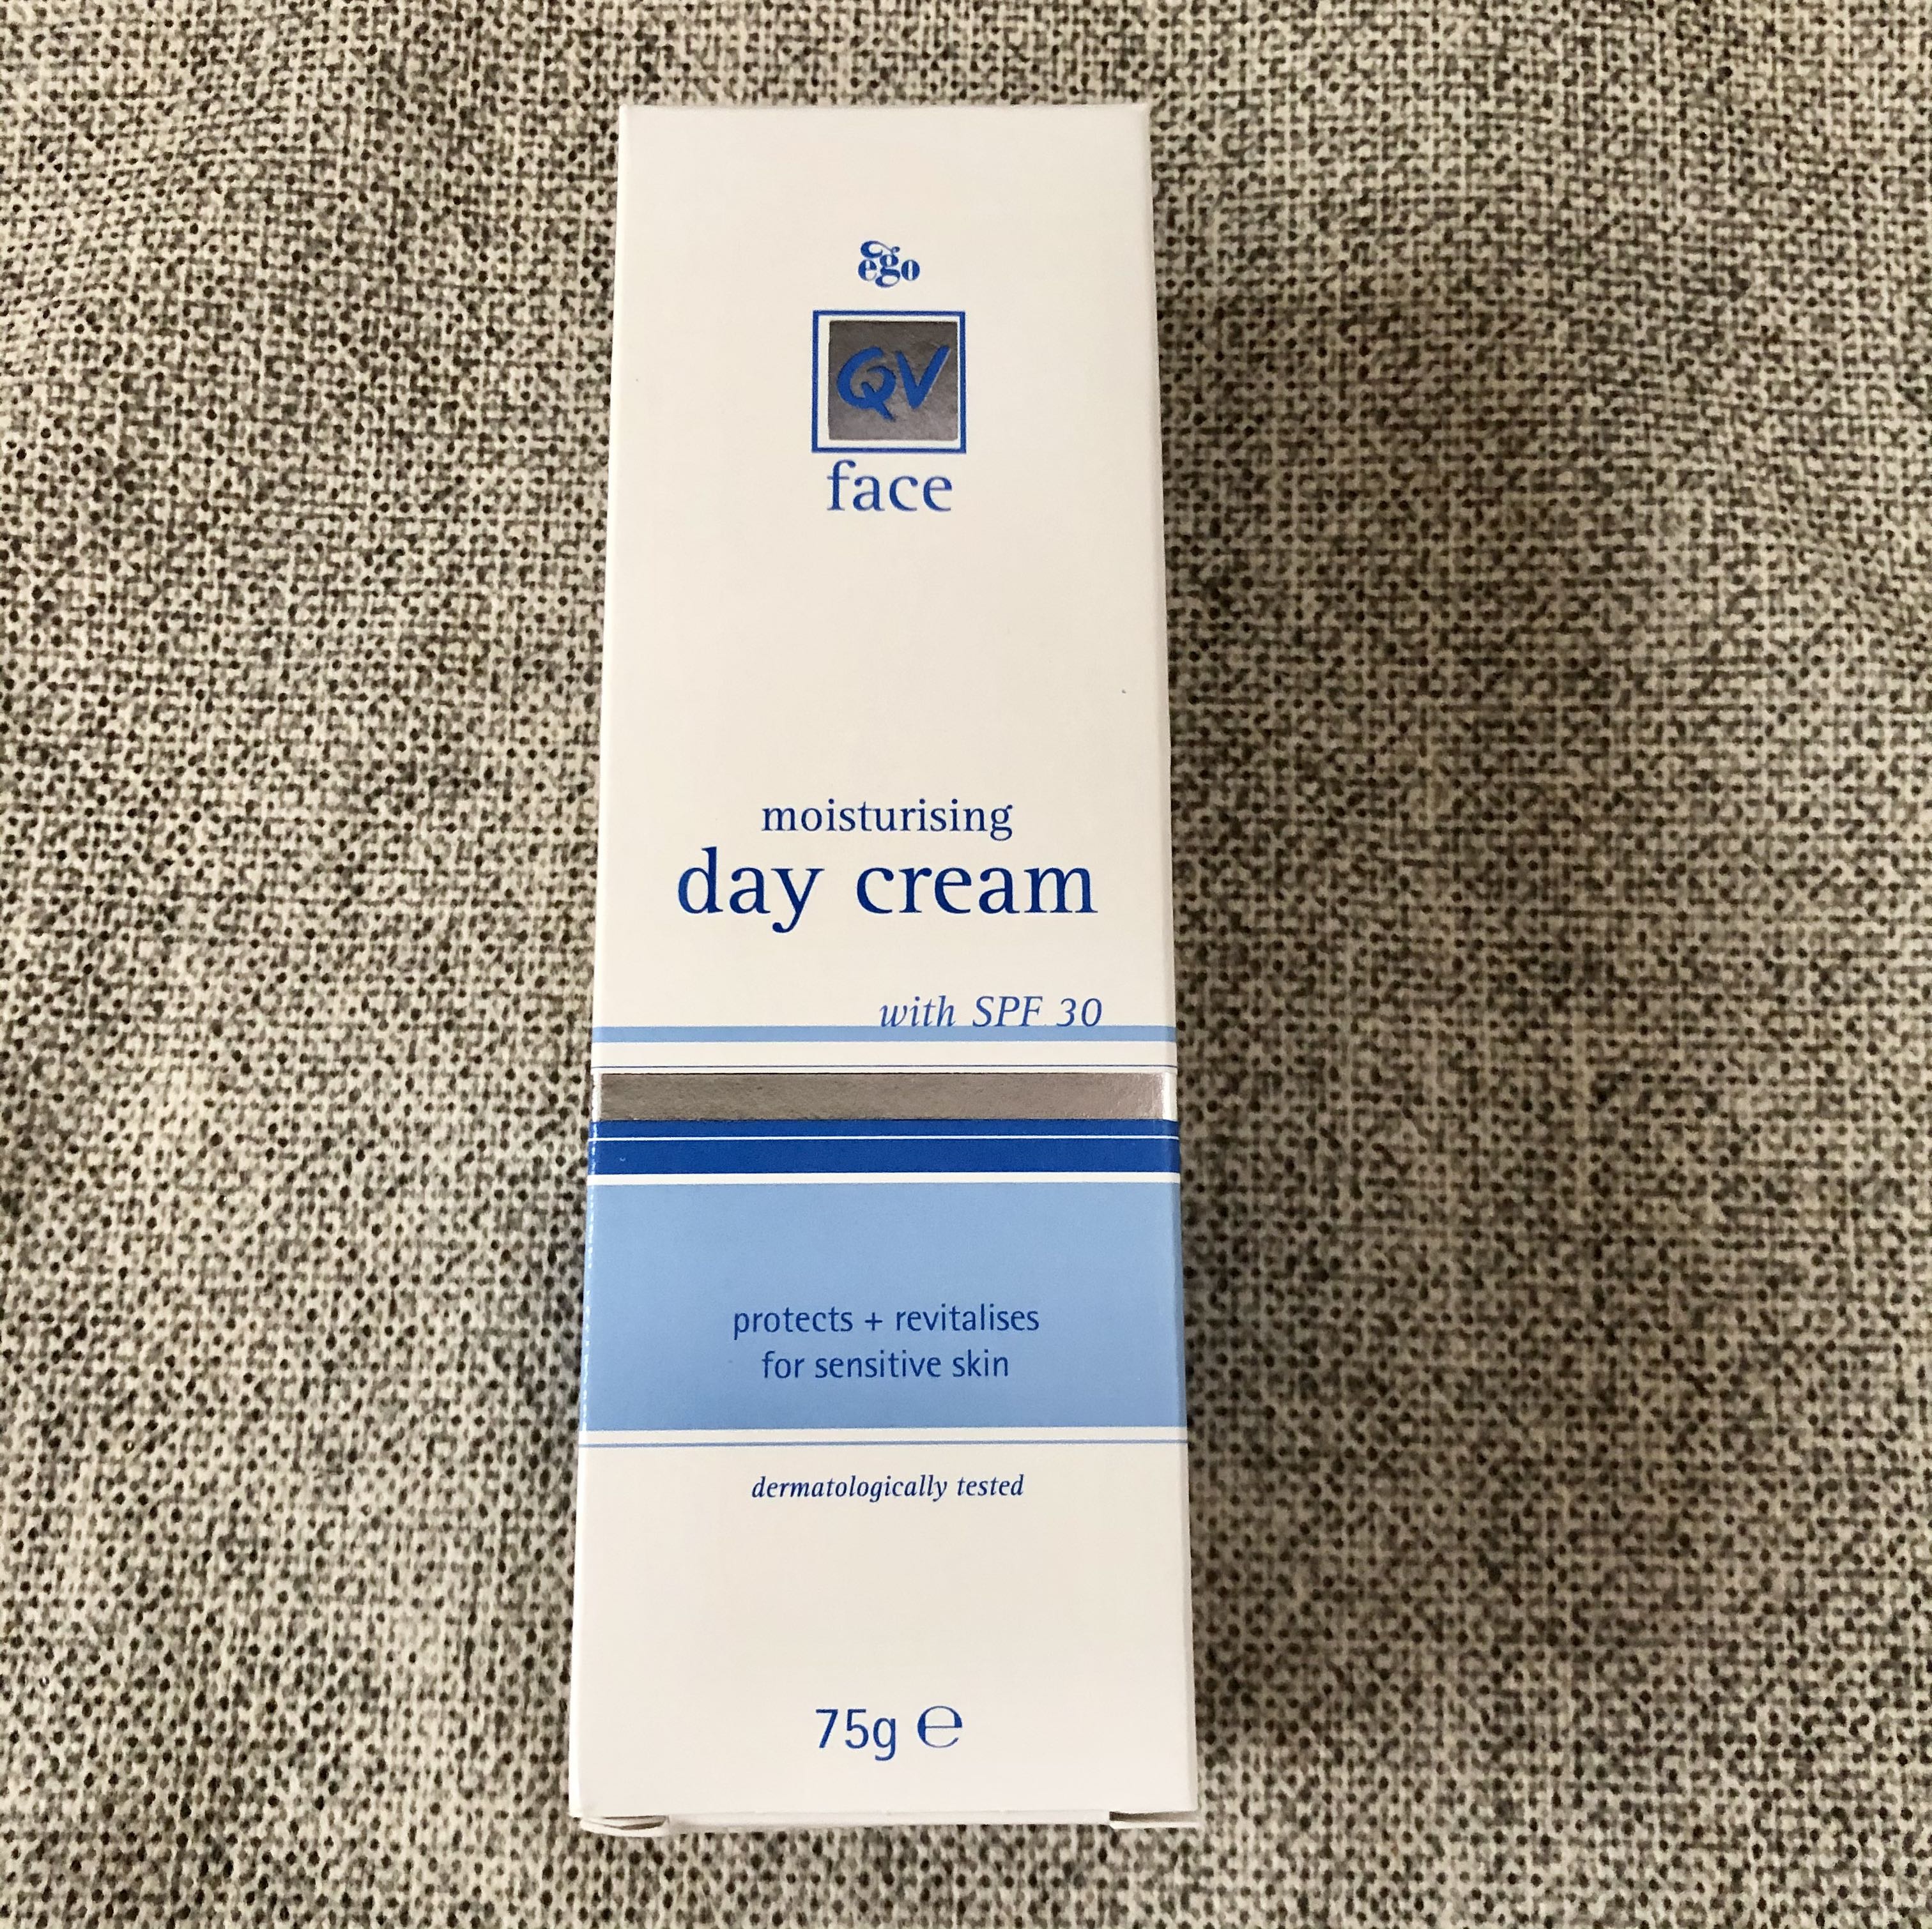 ego
QV
face
moisturising
day cream
with SPF 30
protects + revitalises
for sensitive skin
dermatologically tested
75g ℮